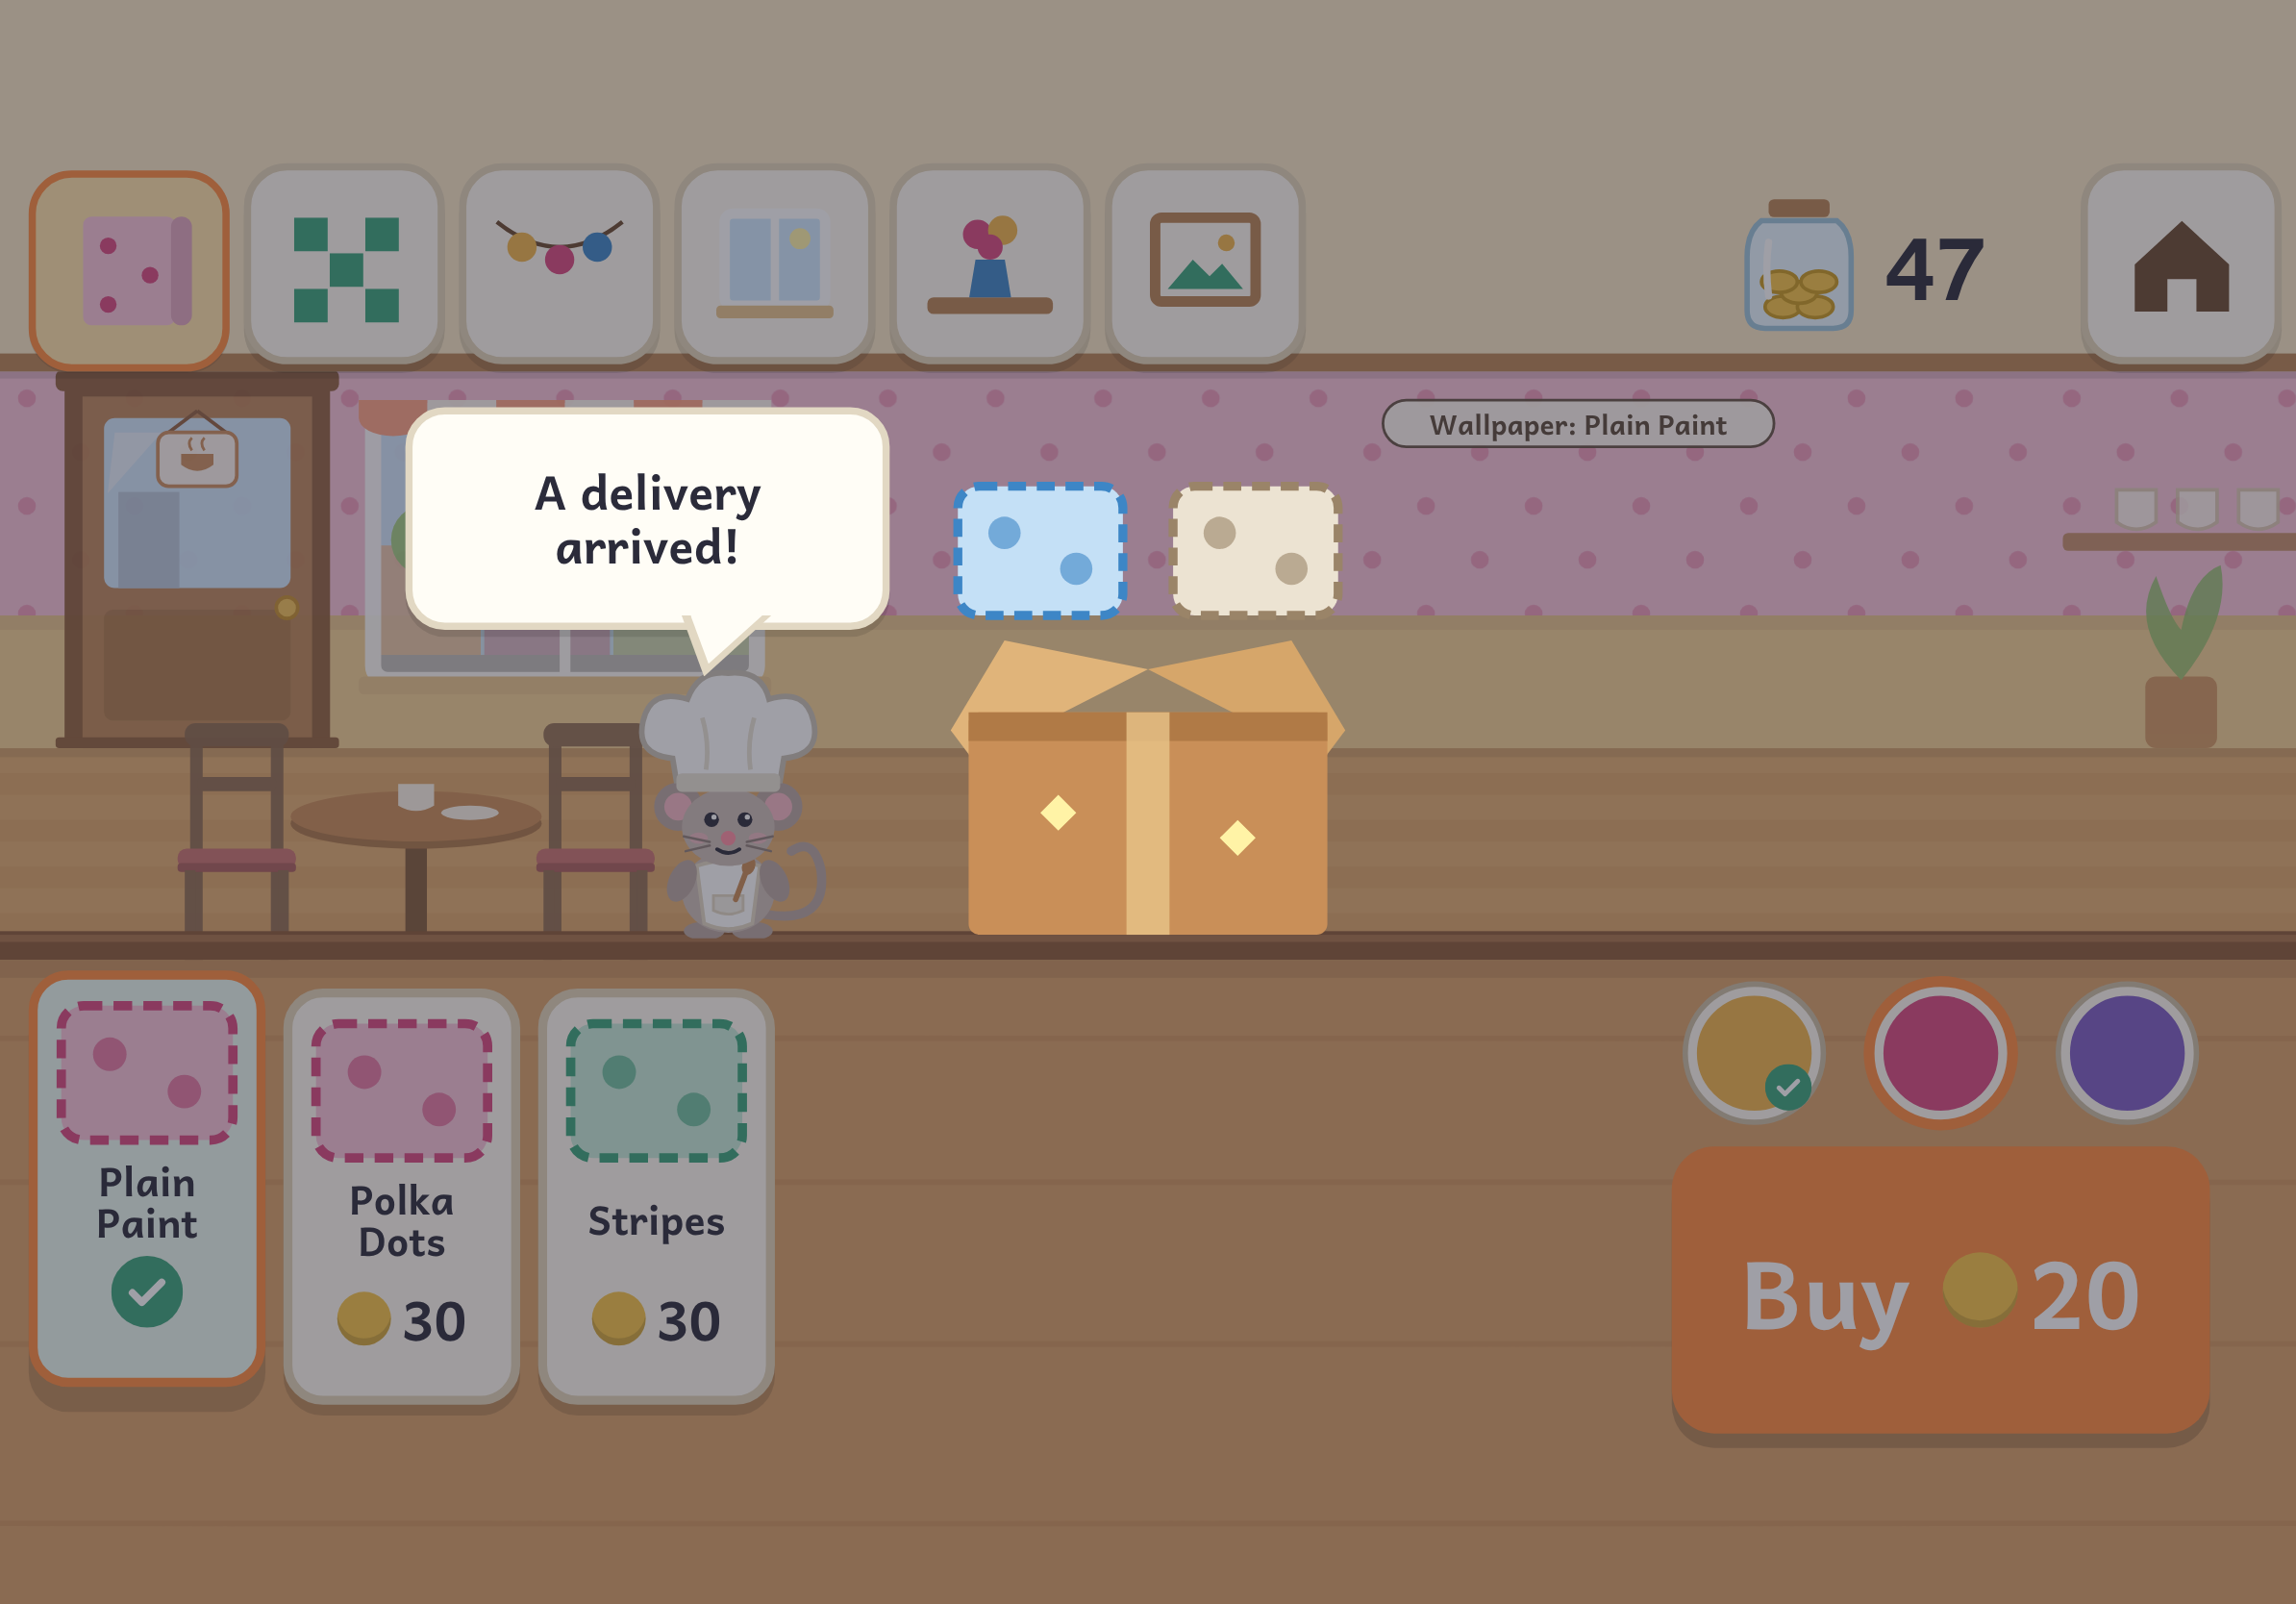 47
Wallpaper: Plain Paint
A delivery
arrived!
Plain
Paint
Polka
Dots
30
Stripes
30
Buy 20